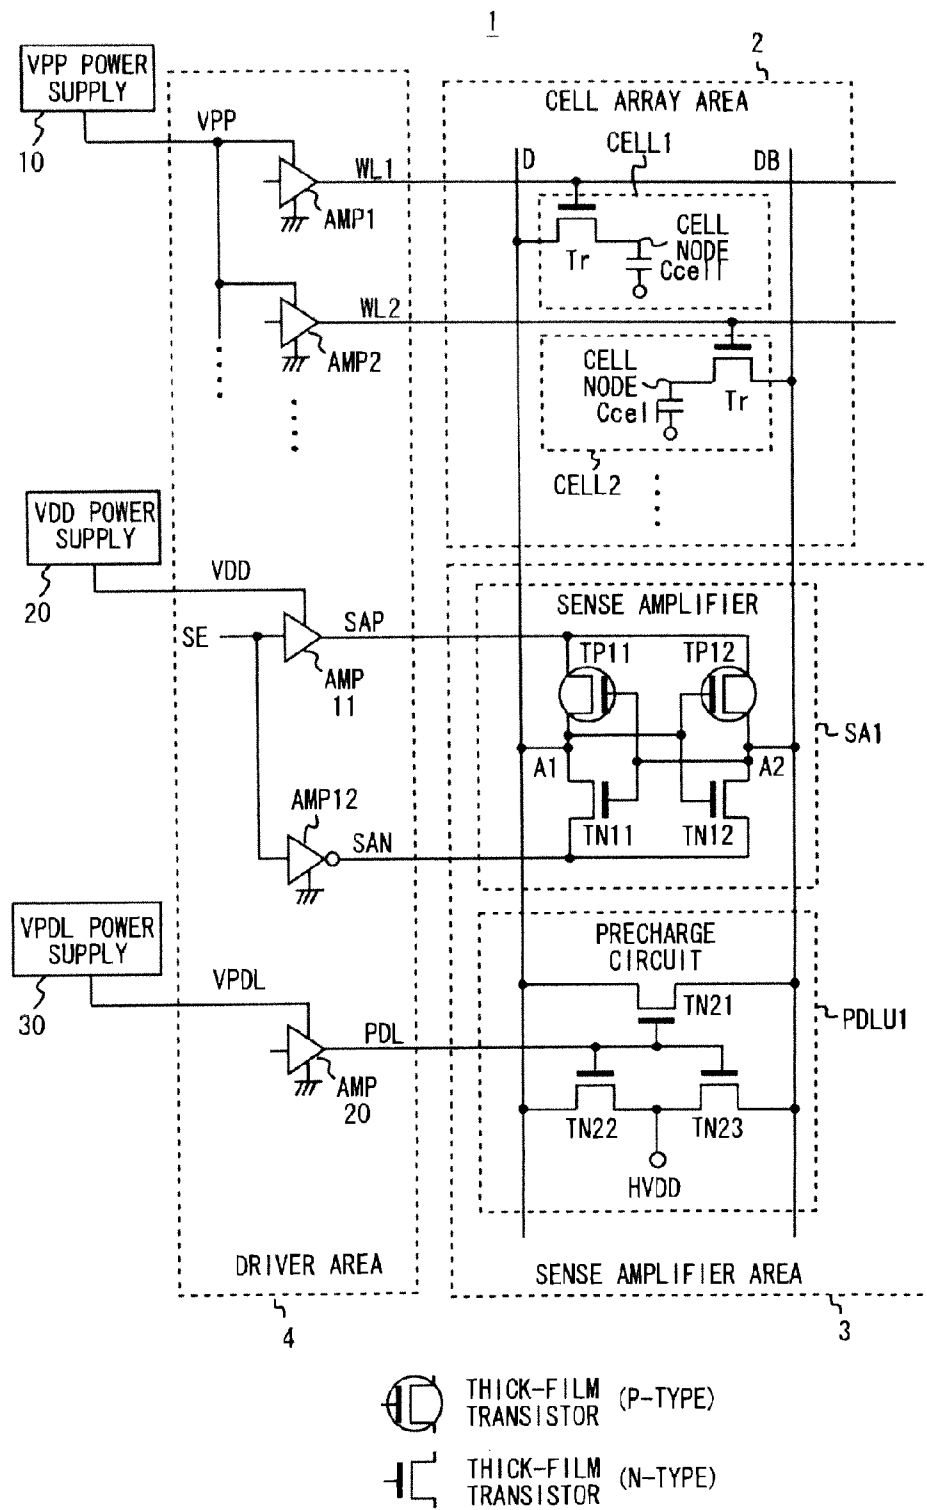 1
2
VPP POWER
SUPPLY
10
VPP
CELL ARRAY AREA
CELL1
D
DB
WL1
AMP1
Tr
CELL
NODE
Ccell
WL2
AMP2
CELL
NODE
Ccell
Tr
CELL2
VDD POWER
SUPPLY
20
VDD
SENSE AMPLIFIER
SE
SAP
AMP
11
TP11
TP12
SA1
A1
A2
AMP12
SAN
TN11
TN12
VPDL POWER
SUPPLY
30
VPDL
PRECHARGE
CIRCUIT
TN21
PDLU1
PDL
AMP
20
TN22
TN23
HVDD
DRIVER AREA
SENSE AMPLIFIER AREA
4
3
THICK-FILM
TRANSISTOR (P-TYPE)
THICK-FILM
TRANSISTOR (N-TYPE)